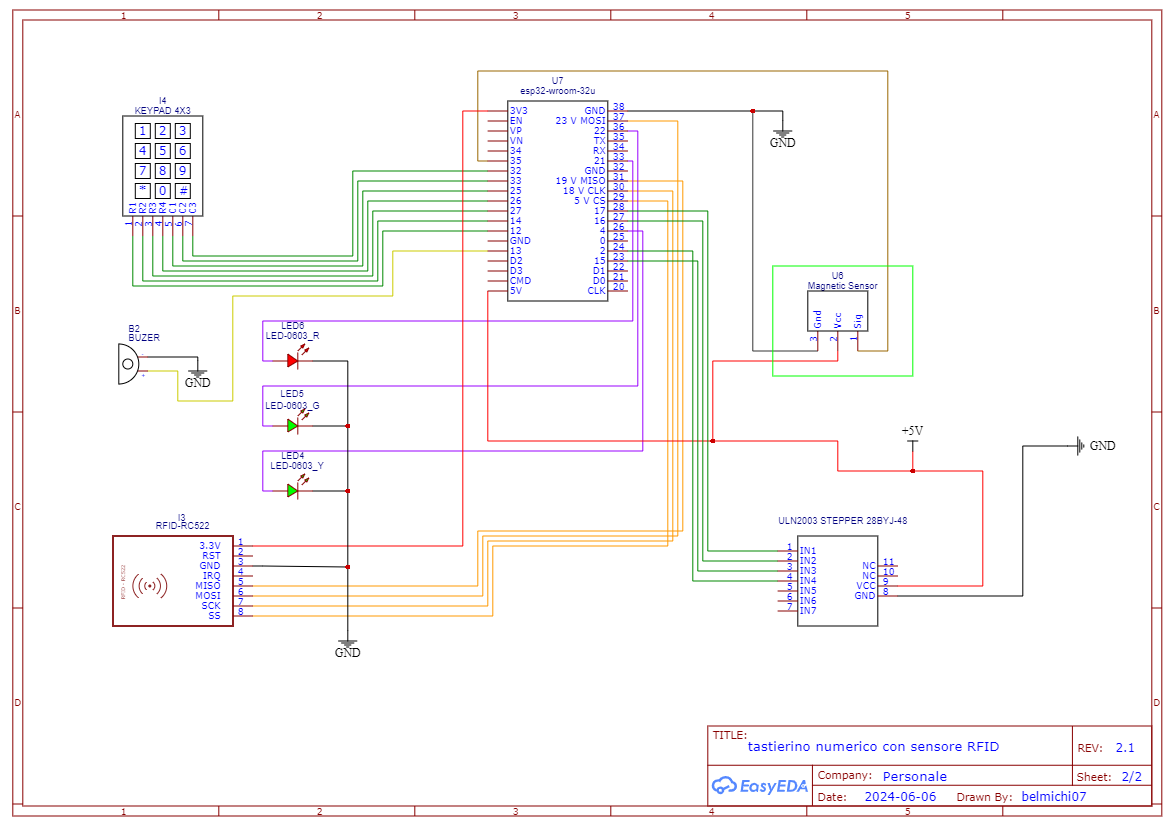 1 2 3 4 5
A A
B B
C C
D D
1 2 3 4 5
I4
KEYPAD 4X3
1 2 3
4 5 6
7 8 9
* 0 #
R1 R2 R3 R4 C1 C2 C3
1 2 3 4 5 6 7
U7
esp32-wroom-32u
3V3 GND 38
EN 23 V MOSI 37
VP 22 36
VN TX 35
34 RX 34
35 21 33
32 GND 32
33 19 V MISO 31
25 18 V CLK 30
26 5 V CS 29
27 17 28
14 16 27
12 4 26
GND 0 25
13 2 24
D2 15 23
D3 D1 22
CMD D0 21
5V CLK 20
GND
U6
Magnetic Sensor
Gnd Vcc Sig
3 2 1
B2
BUZER
- +
GND
LED6
LED-0603_R
LED5
LED-0603_G
LED4
LED-0603_Y
+5V
GND
I3
RFID-RC522
RFID - RC522
3.3V 1
RST 2
GND 3
IRQ 4
MISO 5
MOSI 6
SCK 7
SS 8
GND
ULN2003 STEPPER 28BYJ-48
1 IN1
2 IN2
3 IN3
4 IN4
5 IN5
6 IN6
7 IN7
NC 11
NC 10
VCC 9
GND 8
TITLE:
tastierino numerico con sensore RFID
REV: 2.1
EasyEDA
Company: Personale
Sheet: 2/2
Date: 2024-06-06 Drawn By: belmichi07